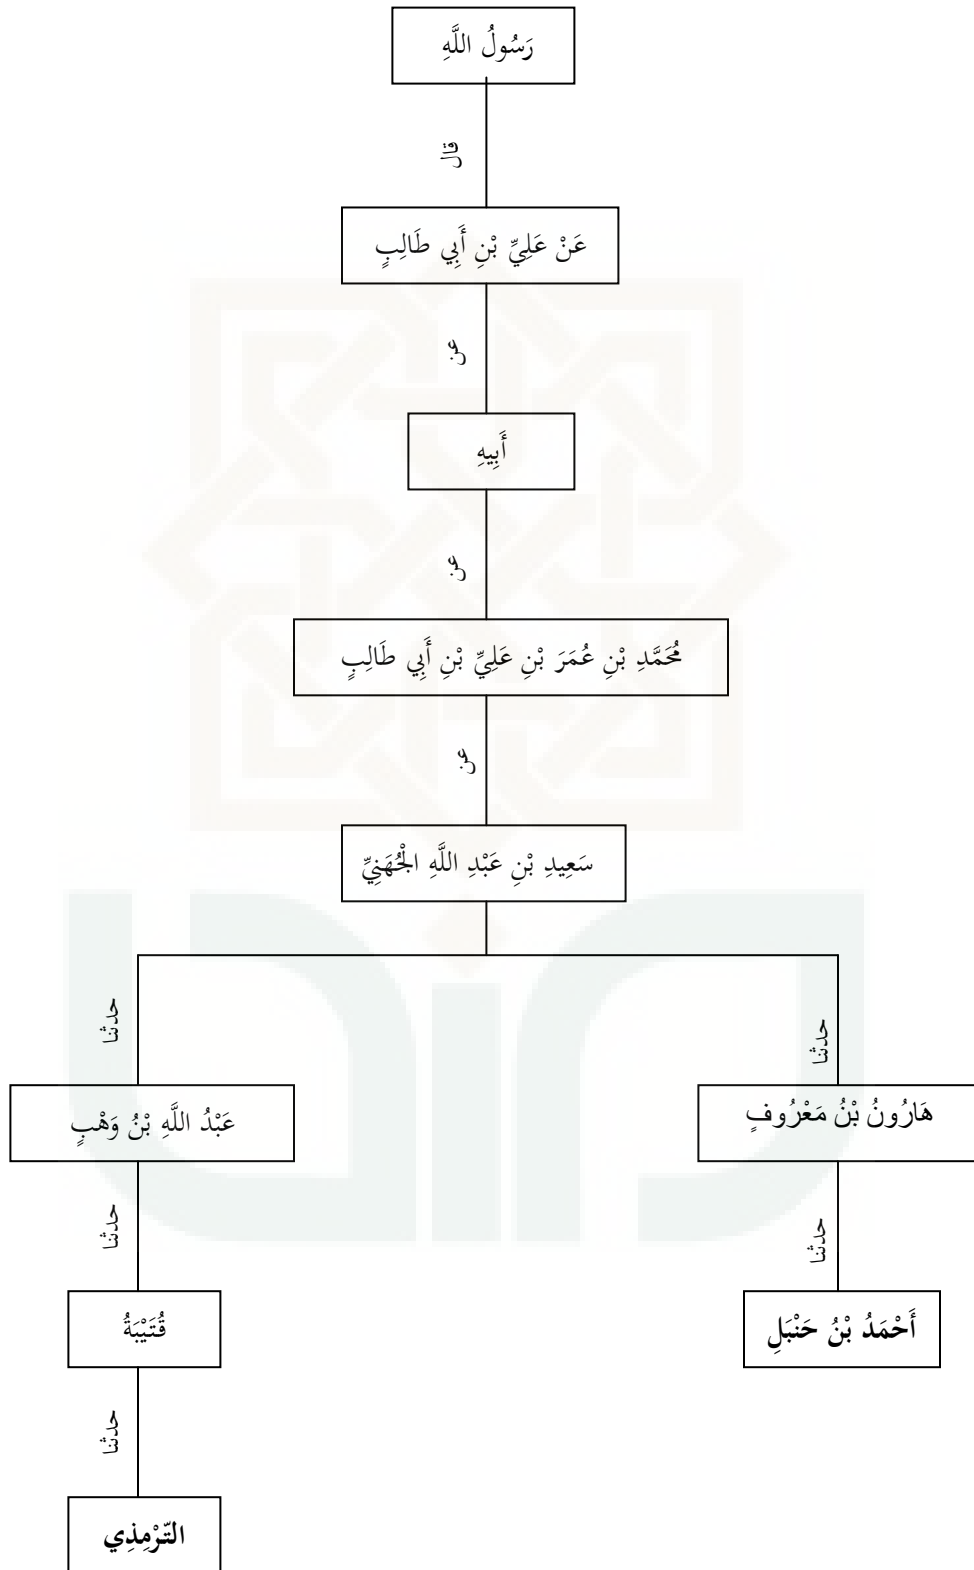 رَسُولُ اللَّهِ
قال
عَنْ عَلِيِّ بْنِ أَبِي طَالِبٍ
عن
أَبِيهِ
عن
مُحَمَّدِ بْنِ عُمَرَ بْنِ عَلِيِّ بْنِ أَبِي طَالِبٍ
عن
سَعِيدِ بْنِ عَبْدِ اللَّهِ الْجُهَنِيِّ
حدثنا
حدثنا
هَارُونُ بْنُ مَعْرُوفٍ
عَبْدُ اللَّهِ بْنُ وَهْبٍ
حدثنا
حدثنا
أَحْمَدُ بْنُ حَنْبَلِ
قُتَيْبَةُ
حدثنا
التّرْمِذِي